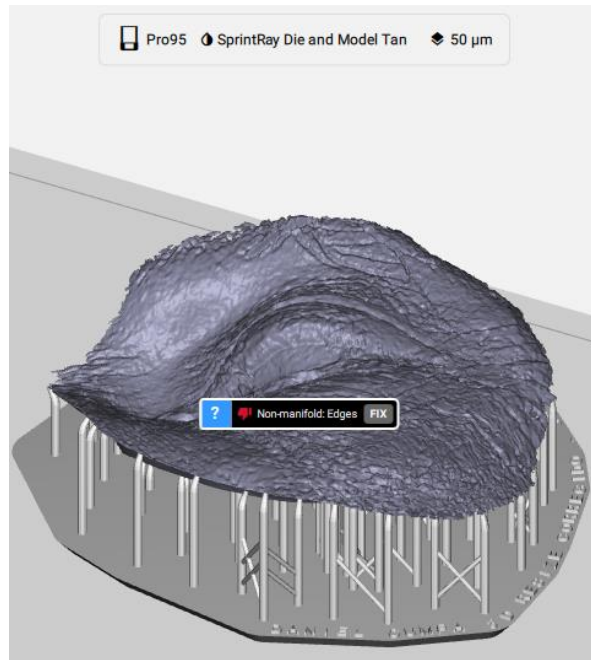 Pro95 SprintRay Die and Model Tan 50 µm
? Non-manifold: Edges FIX